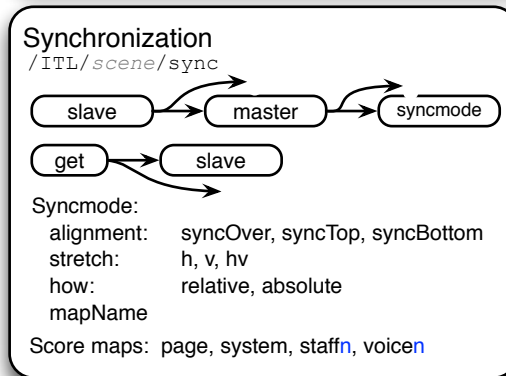 Synchronization
/ITL/scene/sync
slave master syncmode
get slave
Syncmode:
alignment: syncOver, syncTop, syncBottom
stretch: h, v, hv
how: relative, absolute
mapName
Score maps: page, system, staffn, voicen